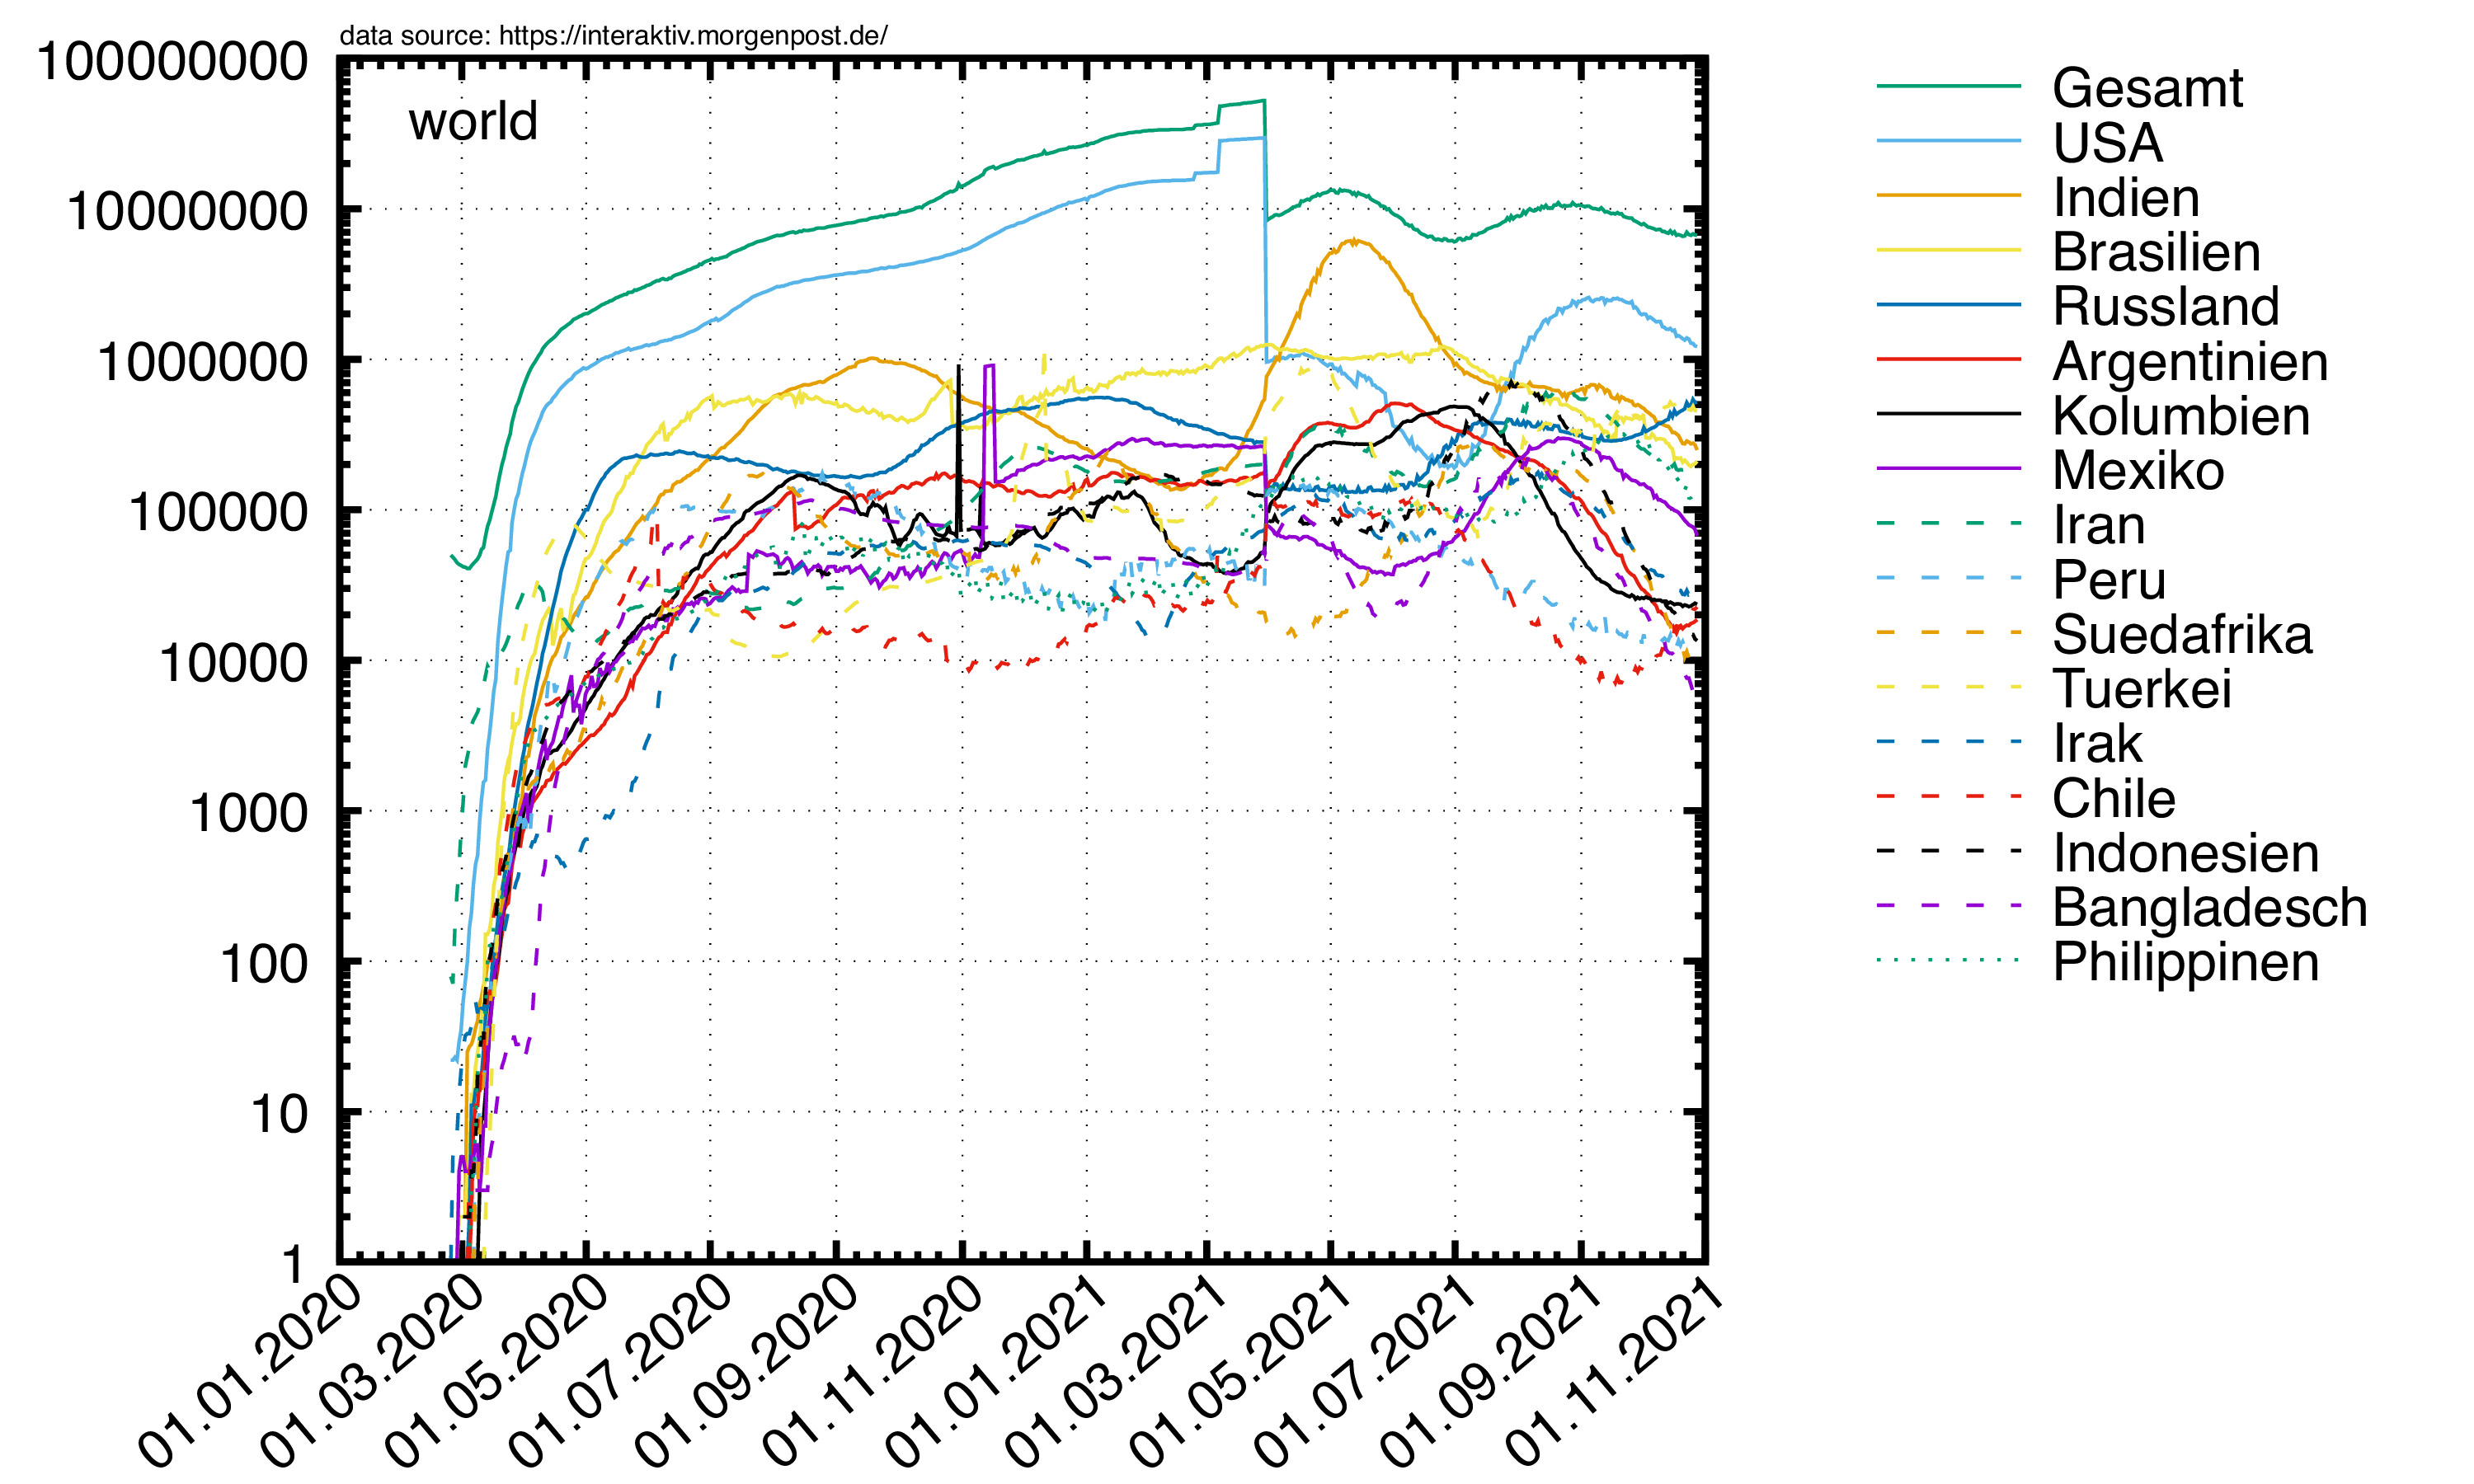 data source: https://interaktiv.morgenpost.de/
world
100000000
10000000
1000000
100000
10000
1000
100
10
1
01.01.2020
01.03.2020
01.05.2020
01.07.2020
01.09.2020
01.11.2020
01.01.2021
01.03.2021
01.05.2021
01.07.2021
01.09.2021
01.11.2021
Gesamt
USA
Indien
Brasilien
Russland
Argentinien
Kolumbien
Mexiko
Iran
Peru
Suedafrika
Tuerkei
Irak
Chile
Indonesien
Bangladesch
Philippinen